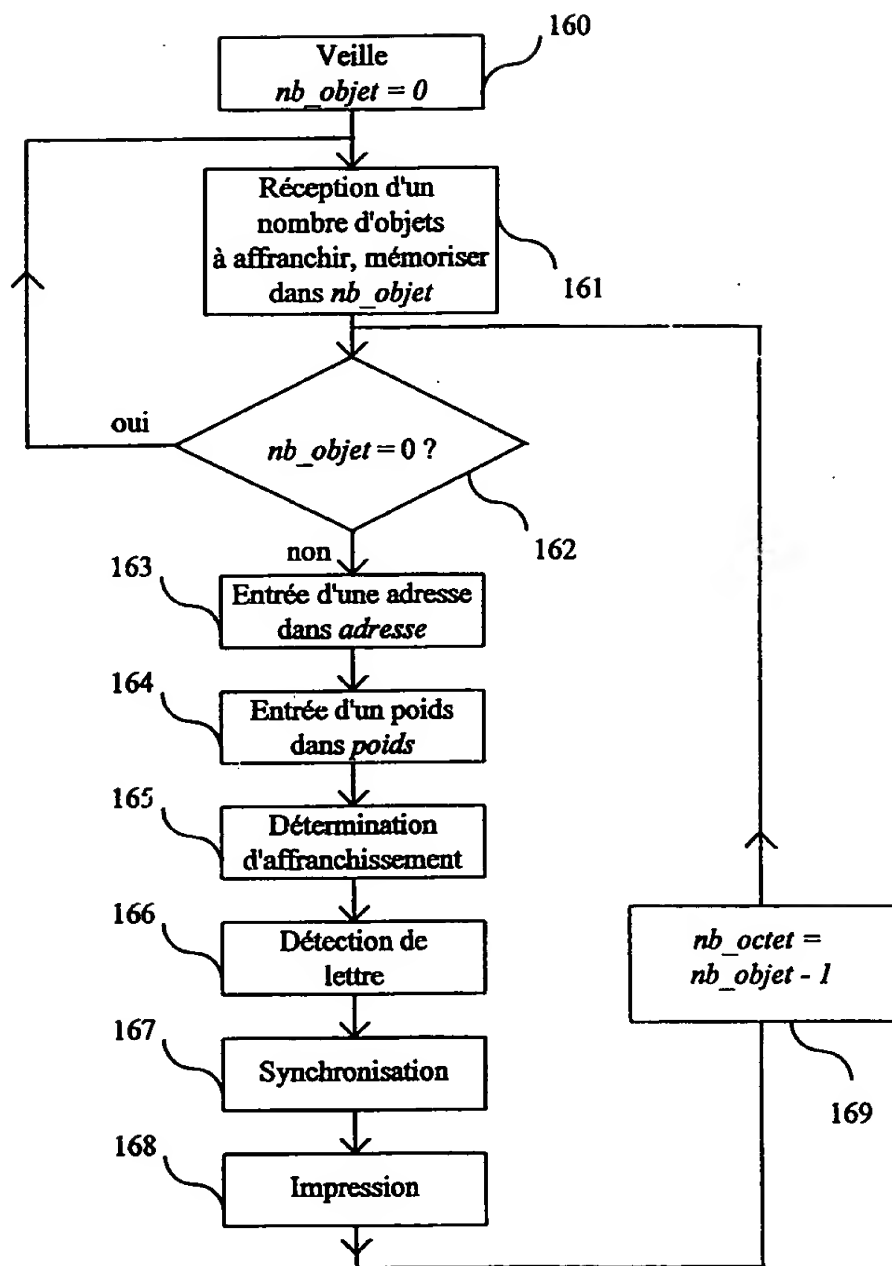 160
Veille
nb_objet = 0
Réception d'un
nombre d'objets
à affranchir, mémoriser
dans nb_objet
161
oui
nb_objet = 0 ?
162
non
163
Entrée d'une adresse
dans adresse
164
Entrée d'un poids
dans poids
165
Détermination
d'affranchissement
166
Détection de
lettre
nb_octet =
nb_objet - 1
167
Synchronisation
169
168
Impression